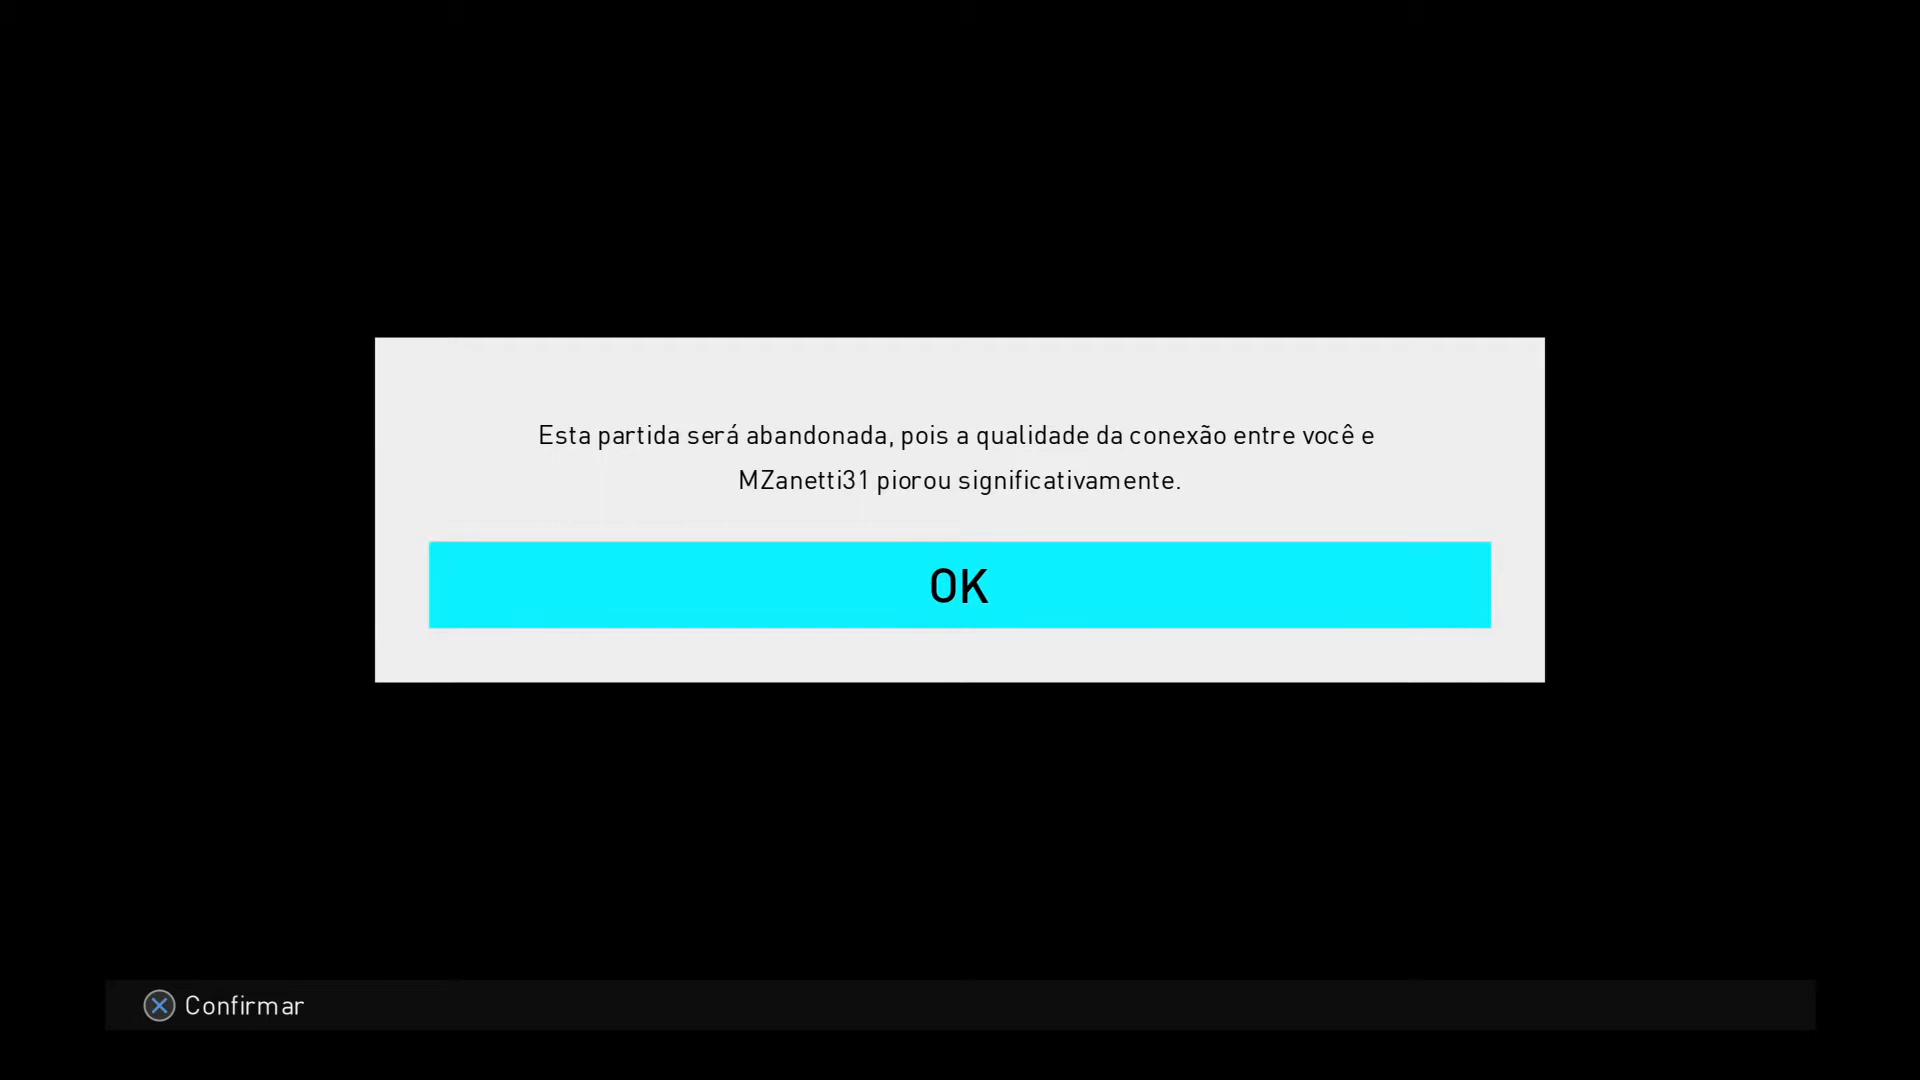 Esta partida será abandonada, pois a qualidade da conexão entre você e
MZanetti31 piorou significativamente.
OK
Confirmar